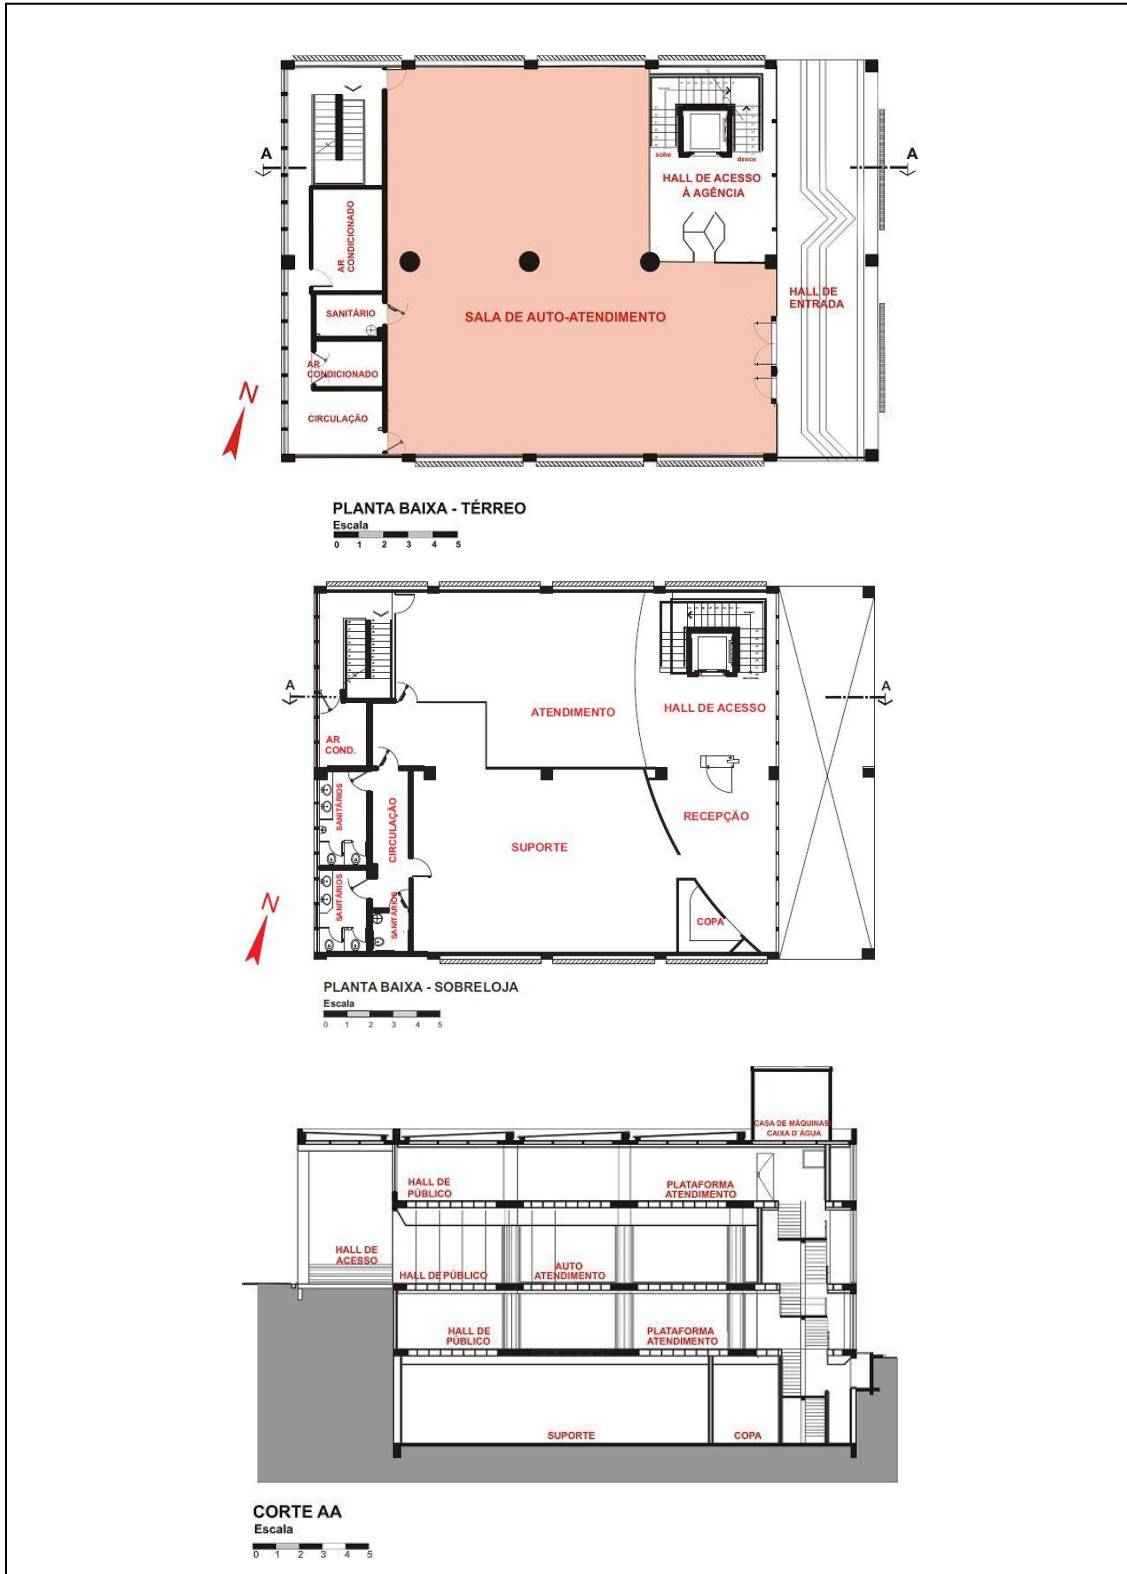 A
A
sobe
desce
HALL DE ACESSO
À AGÊNCIA
AR
CONDICIONADO
SANITÁRIO
SALA DE AUTO-ATENDIMENTO
HALL DE
ENTRADA
AR
CONDICIONADO
CIRCULAÇÃO
N
PLANTA BAIXA - TÉRREO
Escala
0 1 2 3 4 5
A
A
ATENDIMENTO
HALL DE ACESSO
AR
COND.
SANITÁRIOS
CIRCULAÇÃO
RECEPÇÃO
SUPORTE
SANITÁRIOS
SANITÁRIOS
COPA
N
PLANTA BAIXA - SOBRELOJA
Escala
0 1 2 3 4 5
CASA DE MÁQUINAS
CAIXA D´ÁGUA
HALL DE
PÚBLICO
PLATAFORMA
ATENDIMENTO
HALL DE
ACESSO
HALL DE PÚBLICO
AUTO
ATENDIMENTO
HALL DE
PÚBLICO
PLATAFORMA
ATENDIMENTO
SUPORTE
COPA
CORTE AA
Escala
0 1 2 3 4 5